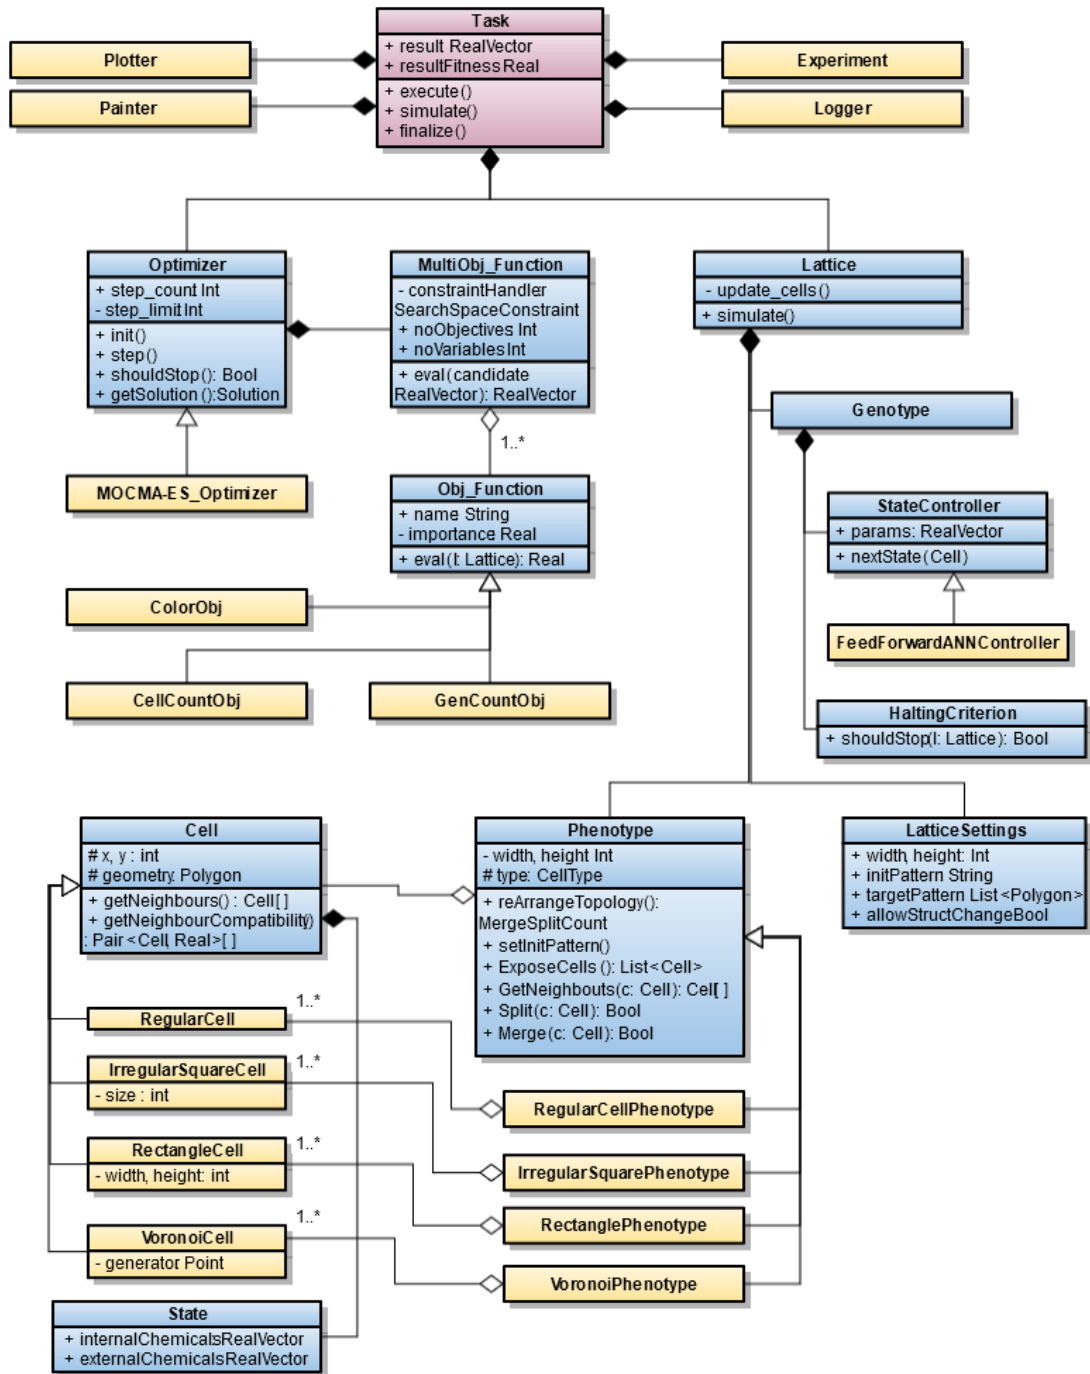 Task
+ result RealVector
+ resultFitness Real
+ execute()
+ simulate()
+ finalize()
Plotter
Painter
Experiment
Logger
Optimizer
+ step_count Int
- step_limit Int
+ init()
+ step()
+ shouldStop(): Bool
+ getSolution():Solution
MultiObj_Function
- constraintHandler
SearchSpaceConstraint
+ noObjectives: Int
+ noVariables Int
+ eval(candidate
RealVector): RealVector
Lattice
- update_cells()
+ simulate()
Genotype
1..*
MOCMA-ES_Optimizer
Obj_Function
+ name String
- importance Real
+ eval(l: Lattice): Real
StateController
+ params: RealVector
+ nextState(Cell)
ColorObj
FeedForwardANNController
CellCountObj
GenCountObj
HaltingCriterion
+ shouldStop(l: Lattice): Bool
Cell
# x, y : int
# geometry: Polygon
+ getNeighbours() : Cell[ ]
+ getNeighbourCompatibility()
: Pair <Cell, Real>[ ]
Phenotype
- width, height Int
# type: CellType
+ reArrangeTopology():
MergeSplitCount
+ setInitPattern()
+ ExposeCells (): List<Cell>
+ GetNeighbouts(c: Cell): Cell[ ]
+ Split(c: Cell): Bool
+ Merge(c: Cell): Bool
LatticeSettings
+ width, height: Int
+ initPattern String
+ targetPattern List <Polygon>
+ allowStructChange Bool
1..*
RegularCell
1..*
IrregularSquareCell
- size : int
RegularCellPhenotype
1..*
RectangleCell
- width, height: int
IrregularSquarePhenotype
1..*
RectanglePhenotype
VoronoiCell
- generator Point
VoronoiPhenotype
State
+ internalChemicals RealVector
+ externalChemicals RealVector